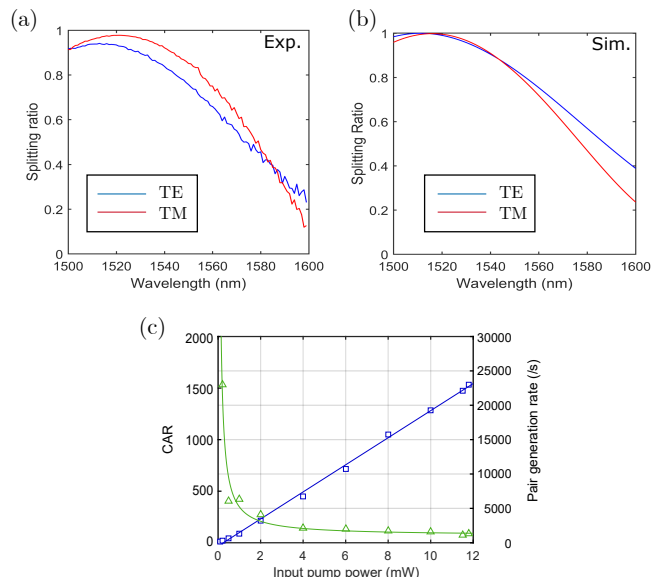 (a)
Exp.
Splitting ratio
1
0.8
0.6
0.4
0.2
0
TE
TM
1500 1520 1540 1560 1580 1600
Wavelength (nm)
(b)
Sim.
Splitting Ratio
1
0.8
0.6
0.4
0.2
0
TE
TM
1500 1520 1540 1560 1580 1600
Wavelength (nm)
(c)
CAR
2000
1500
1000
500
0
Pair generation rate (/s)
30000
25000
20000
15000
10000
5000
0
0 2 4 6 8 10 12
Input pump power (mW)